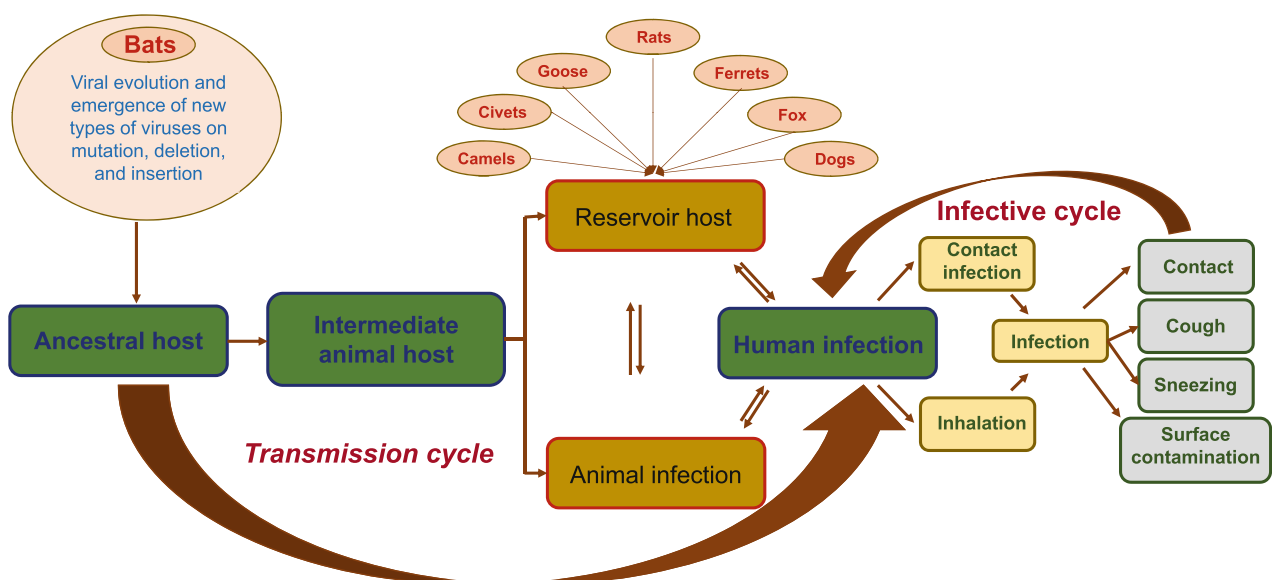 Bats
Viral evolution and
emergence of new
types of viruses on
mutation, deletion,
and insertion
Rats
Goose
Ferrets
Civets
Fox
Camels
Dogs
Reservoir host
Infective cycle
Contact
infection
Contact
Ancestral host
Intermediate
animal host
Human infection
Infection
Cough
Sneezing
Inhalation
Surface
contamination
Transmission cycle
Animal infection